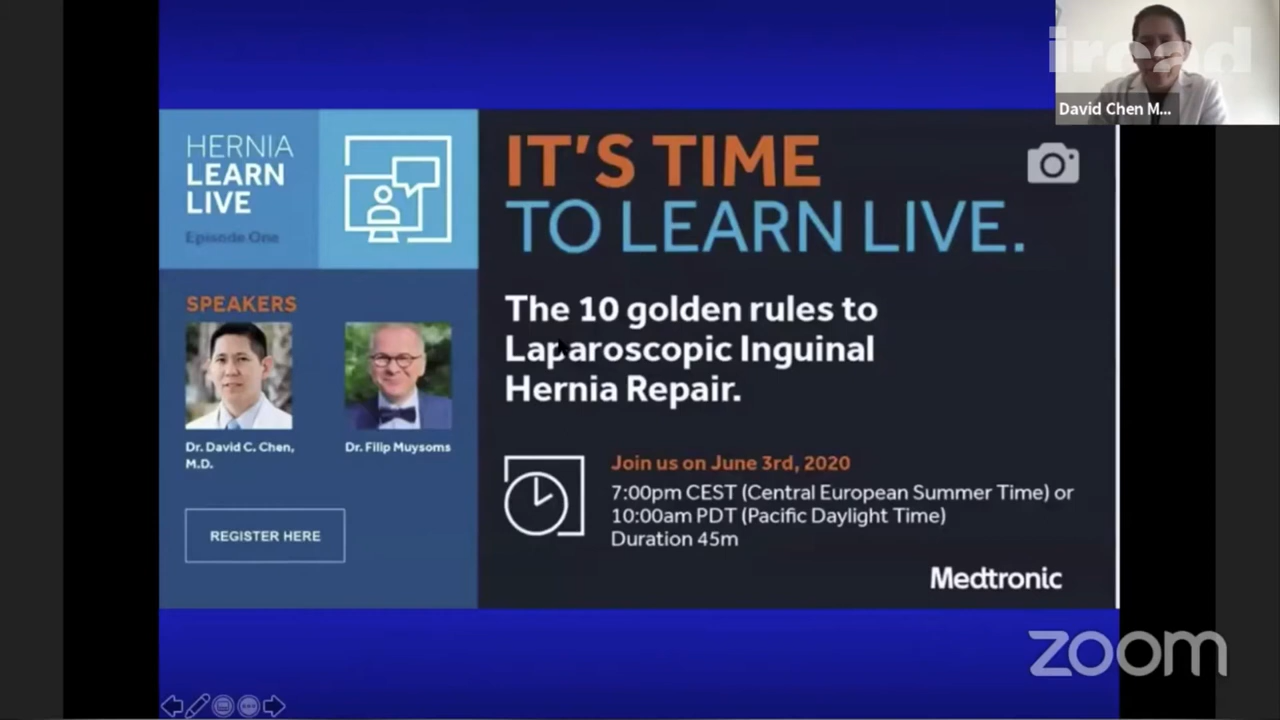 iread
David Chen M...
HERNIA
LEARN
LIVE
Episode One
SPEAKERS
Dr. David C. Chen,
M.D.
Dr. Filip Muysoms
REGISTER HERE
IT'S TIME
TO LEARN LIVE.
The 10 golden rules to
Laparoscopic Inguinal
Hernia Repair.
Join us on June 3rd, 2020
7:00pm CEST (Central European Summer Time) or
10:00am PDT (Pacific Daylight Time)
Duration 45m
Medtronic
zoom